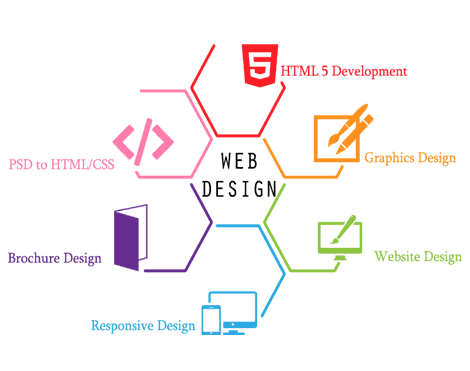 HTML 5 Development
Graphics Design
PSD to HTML/CSS
WEB
DESIGN
Brochure Design
Website Design
Responsive Design